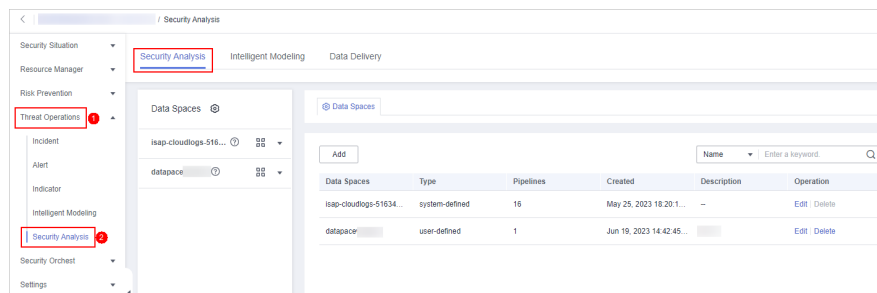 / Security Analysis
Security Situation
Resource Manager
Risk Prevention
Threat Operations 1
Incident
Alert
Indicator
Intelligent Modeling
Security Analysis 2
Security Orchest
Settings
Security Analysis Intelligent Modeling Data Delivery
Data Spaces
isap-cloudlogs-516...
datapace
Data Spaces
Add Name Enter a keyword.
Data Spaces Type Pipelines Created Description Operation
isap-cloudlogs-51634... system-defined 16 May 25, 2023 18:20:1... -- Edit Delete
datapace user-defined 1 Jun 19, 2023 14:42:45... Edit Delete